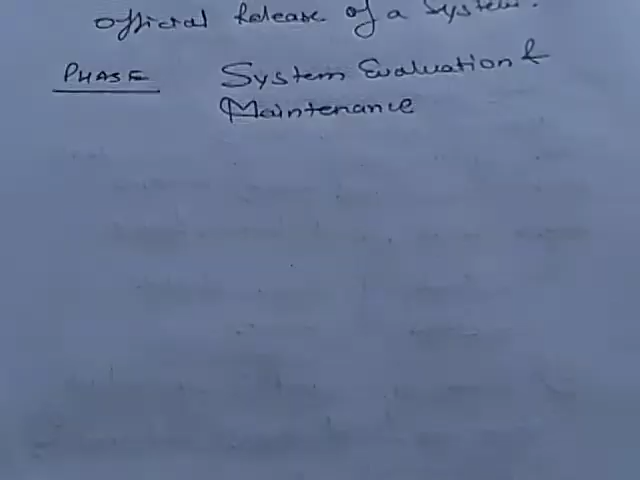 official Release of a System.
PHASE System Evaluation &
Maintenance